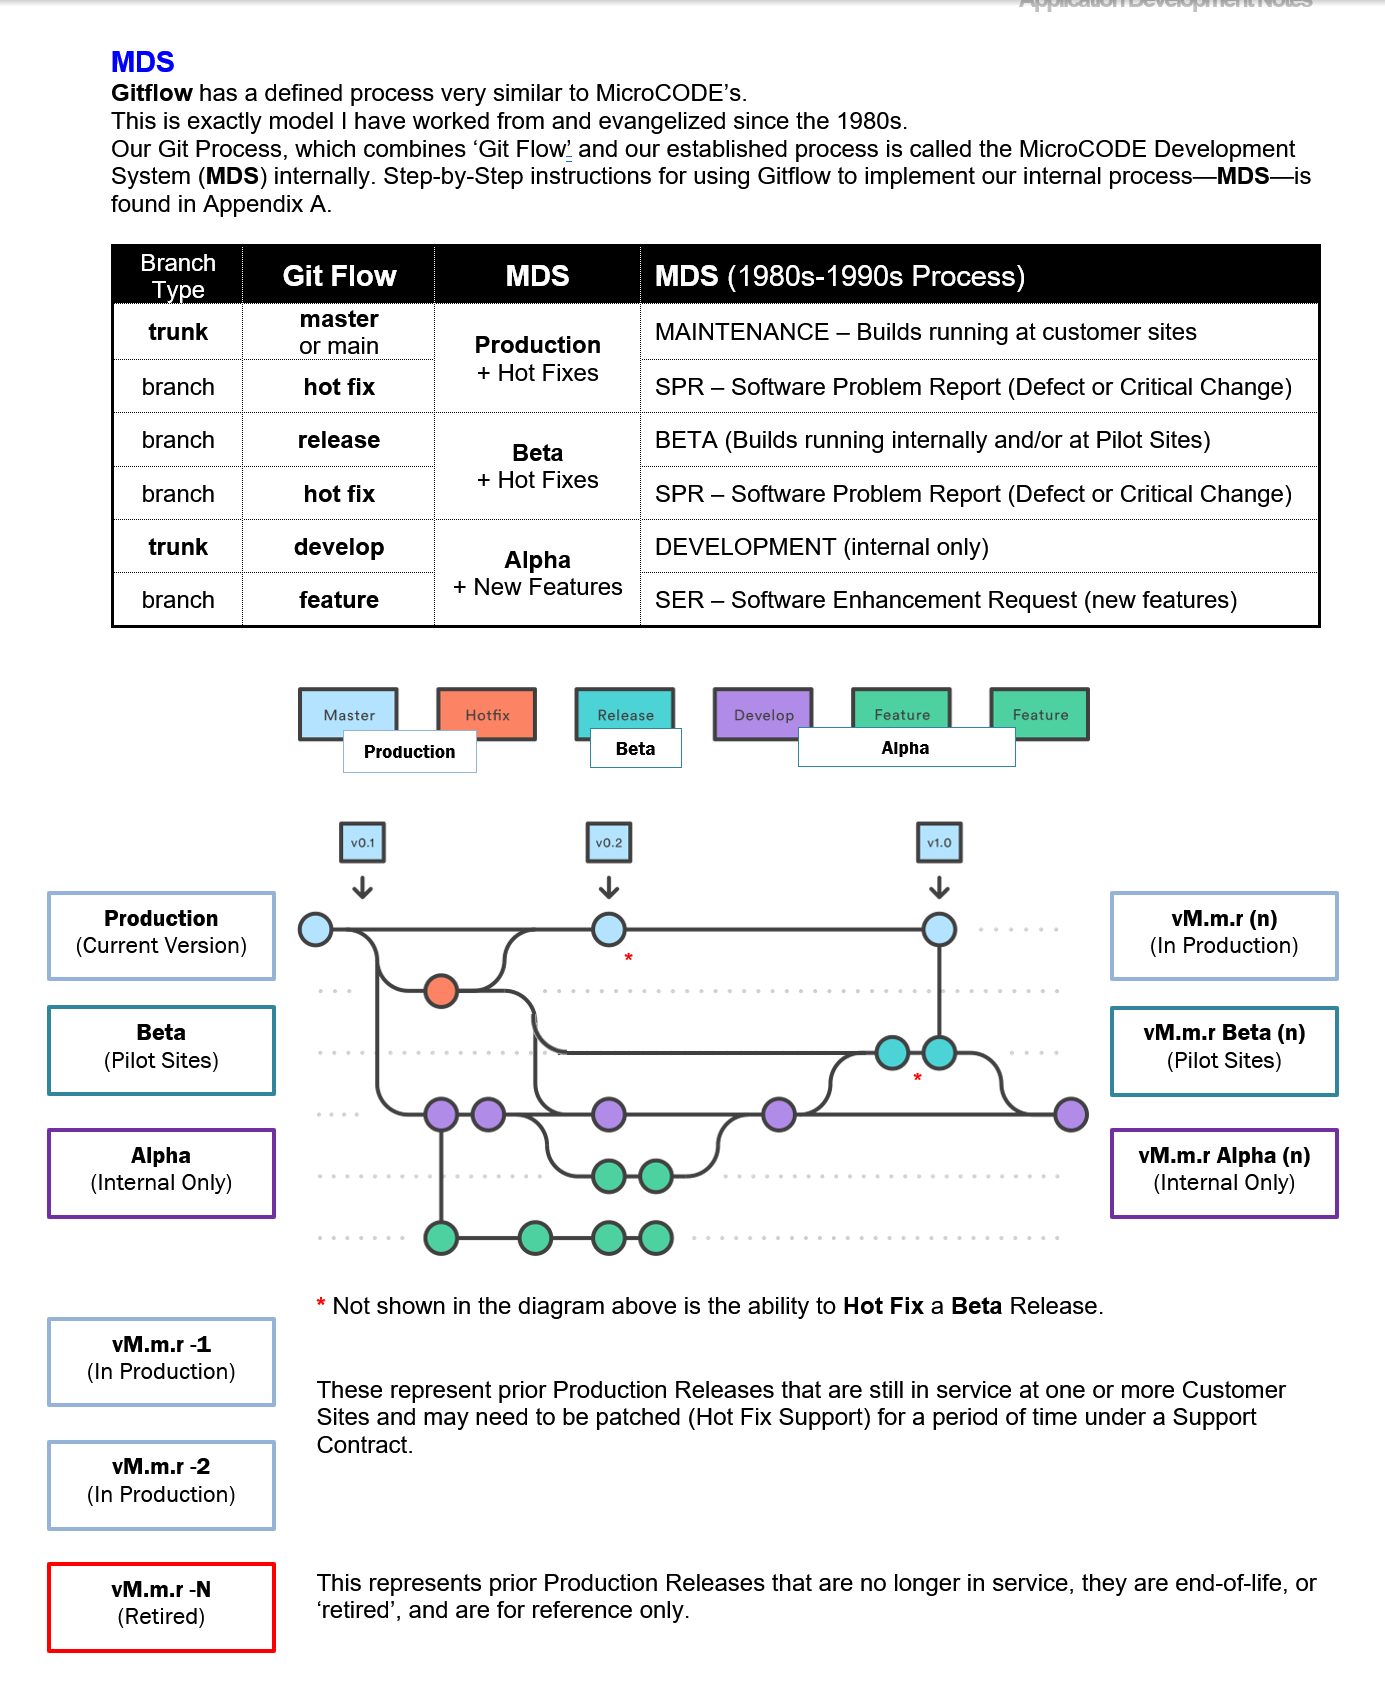 Application Development Notes
MDS
Gitflow has a defined process very similar to MicroCODE’s.
This is exactly model I have worked from and evangelized since the 1980s.
Our Git Process, which combines ‘Git Flow’ and our established process is called the MicroCODE Development
System (MDS) internally. Step-by-Step instructions for using Gitflow to implement our internal process—MDS—is
found in Appendix A.
Branch
Type
Git Flow
MDS
MDS (1980s-1990s Process)
trunk
master
or main
Production
+ Hot Fixes
MAINTENANCE – Builds running at customer sites
branch
hot fix
SPR – Software Problem Report (Defect or Critical Change)
branch
release
Beta
+ Hot Fixes
BETA (Builds running internally and/or at Pilot Sites)
branch
hot fix
SPR – Software Problem Report (Defect or Critical Change)
trunk
develop
Alpha
+ New Features
DEVELOPMENT (internal only)
branch
feature
SER – Software Enhancement Request (new features)
Master
Hotfix
Release
Develop
Feature
Feature
Production
Beta
Alpha
v0.1
v0.2
v1.0
Production
(Current Version)
vM.m.r (n)
(In Production)
*
Beta
(Pilot Sites)
vM.m.r Beta (n)
(Pilot Sites)
*
Alpha
(Internal Only)
vM.m.r Alpha (n)
(Internal Only)
* Not shown in the diagram above is the ability to Hot Fix a Beta Release.
vM.m.r -1
(In Production)
These represent prior Production Releases that are still in service at one or more Customer
Sites and may need to be patched (Hot Fix Support) for a period of time under a Support
Contract.
vM.m.r -2
(In Production)
vM.m.r -N
(Retired)
This represents prior Production Releases that are no longer in service, they are end-of-life, or
‘retired’, and are for reference only.